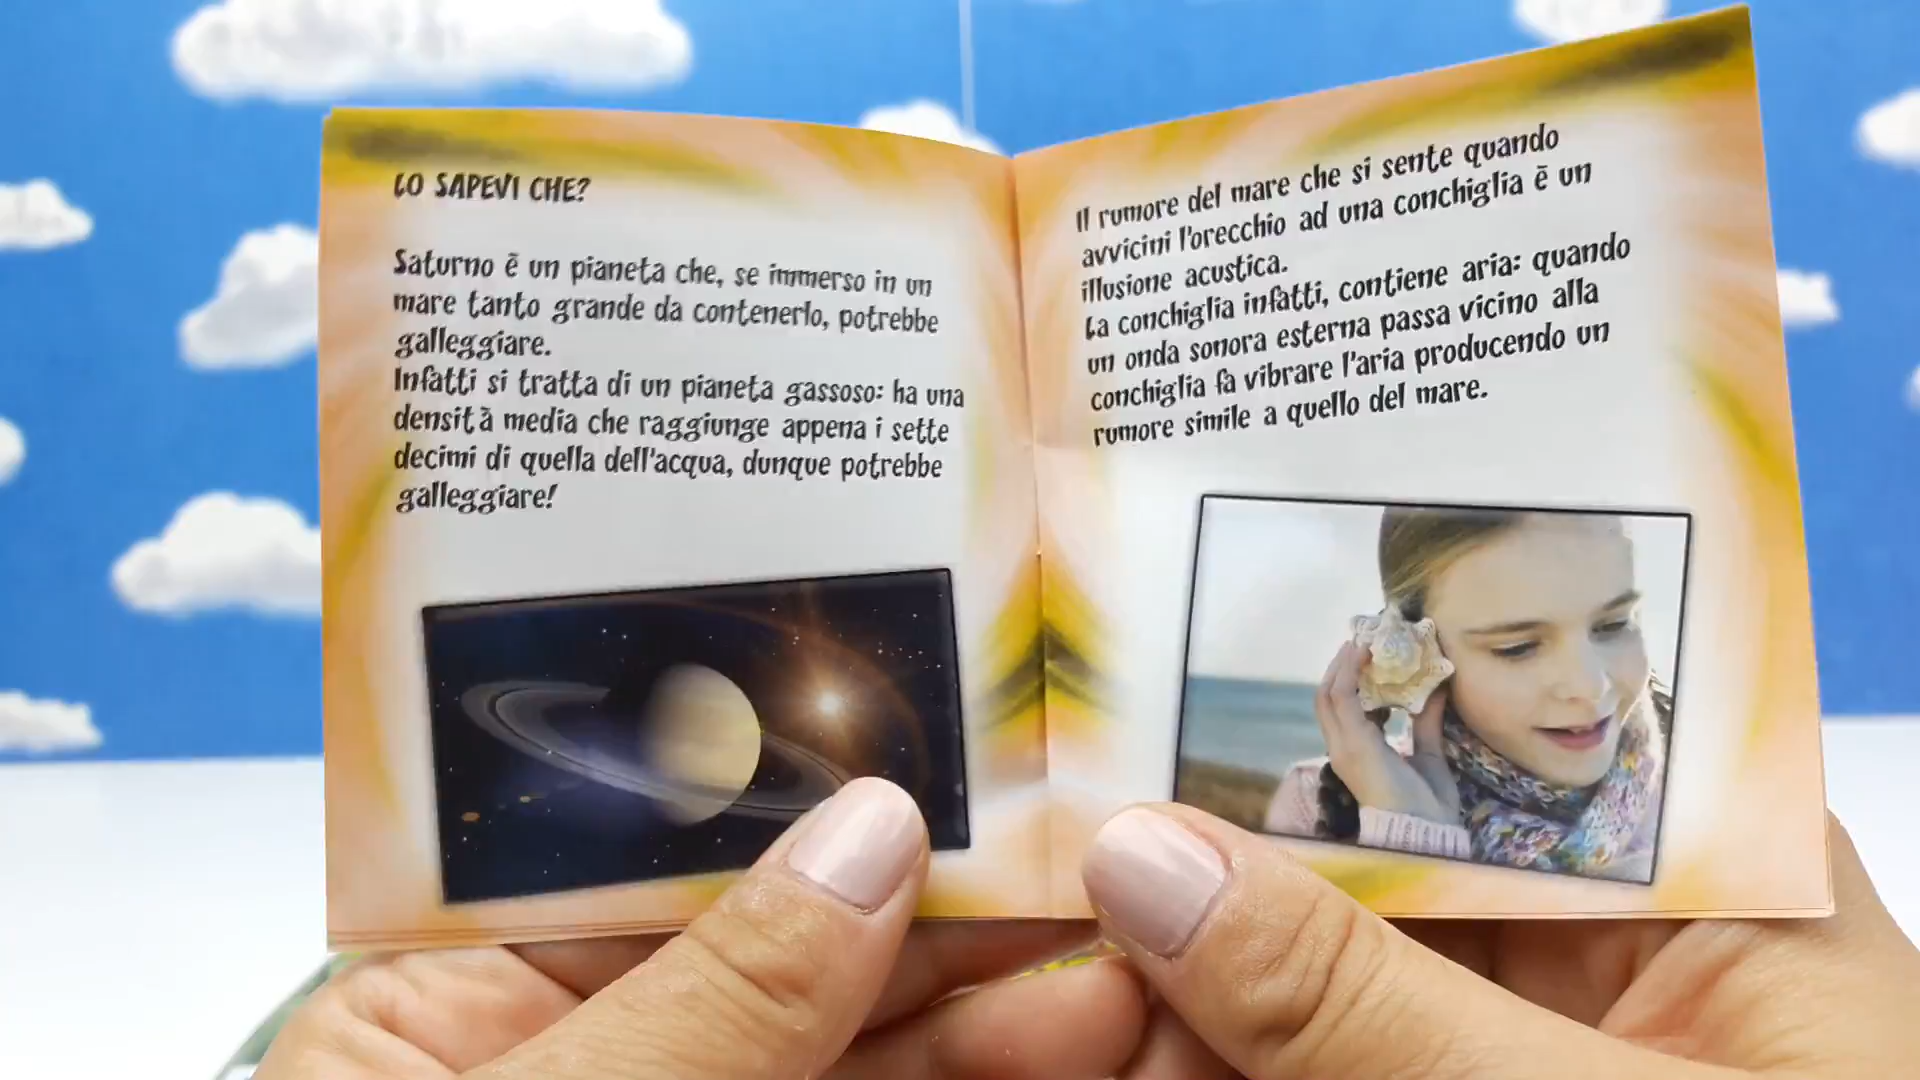 LO SAPEVI CHE?
Saturno ē un pianeta che, se immerso in un
mare tanto grande da contenerlo, potrebbe
galleggiare.
Infatti si tratta di un pianeta gassoso: ha una
densitā media che raggiunge appena i sette
decimi di quella dell'acqua, dunque potrebbe
galleggiare!
Il rumore del mare che si sente quando
avvicini l'orecchio ad una conchiglia ē un
illusione acustica.
La conchiglia infatti, contiene aria: quando
un onda sonora esterna passa vicino alla
conchiglia fa vibrare l'aria producendo un
rumore simile a quello del mare.